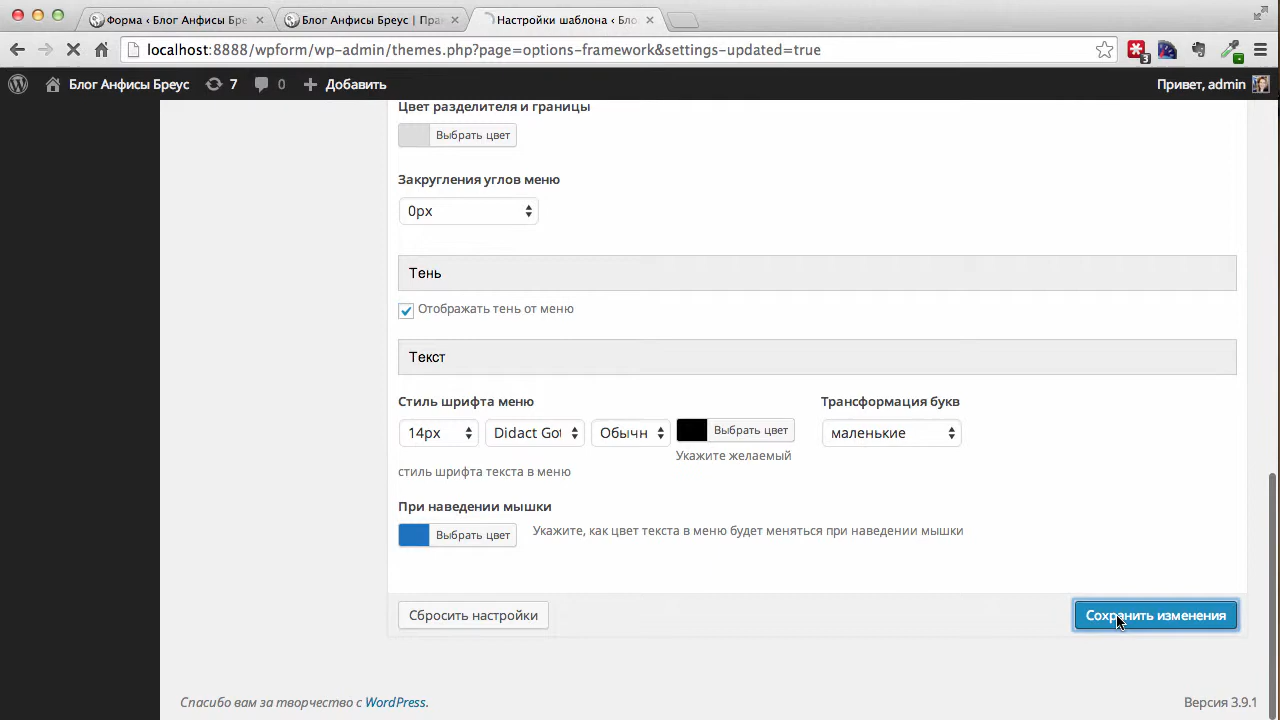 Форма ‹ Блог Анфисы Бре
Блог Анфисы Бреус | Пра
Настройки шаблона ‹ Бло
localhost:8888/wpform/wp-admin/themes.php?page=options-framework&settings-updated=true
3
Блог Анфисы Бреус 7 0 Добавить Привет, admin
Цвет разделителя и границы
Выбрать цвет
Закругления углов меню
0px
Тень
Отображать тень от меню
Текст
Стиль шрифта меню Трансформация букв
14px Didact Got Обычн Выбрать цвет маленькие
Укажите желаемый
стиль шрифта текста в меню
При наведении мышки
Выбрать цвет Укажите, как цвет текста в меню будет меняться при наведении мышки
Сбросить настройки Сохранить изменения
Спасибо вам за творчество с WordPress. Версия 3.9.1